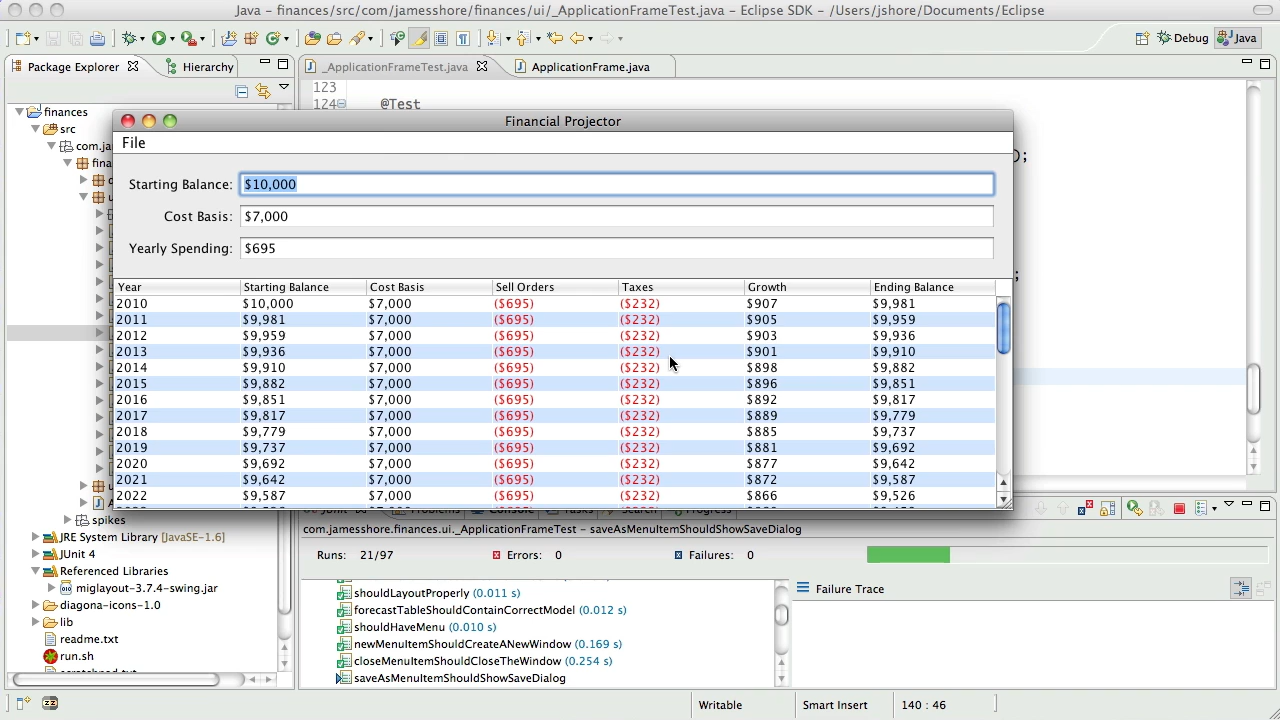 Java – finances/src/com/jamesshore/finances/ui/_ApplicationFrameTest.java – Eclipse SDK – /Users/jshore/Documents/Eclipse
Debug
Java
Package Explorer
Hierarchy
_ApplicationFrameTest.java
ApplicationFrame.java
finances
src
com.ja
fina
123
124
@Test
);
;
Financial Projector
File
Starting Balance: $10,000
Cost Basis: $7,000
Yearly Spending: $695
Year Starting Balance Cost Basis Sell Orders Taxes Growth Ending Balance
2010 $10,000 $7,000 ($695) ($232) $907 $9,981
2011 $9,981 $7,000 ($695) ($232) $905 $9,959
2012 $9,959 $7,000 ($695) ($232) $903 $9,936
2013 $9,936 $7,000 ($695) ($232) $901 $9,910
2014 $9,910 $7,000 ($695) ($232) $898 $9,882
2015 $9,882 $7,000 ($695) ($232) $896 $9,851
2016 $9,851 $7,000 ($695) ($232) $892 $9,817
2017 $9,817 $7,000 ($695) ($232) $889 $9,779
2018 $9,779 $7,000 ($695) ($232) $885 $9,737
2019 $9,737 $7,000 ($695) ($232) $881 $9,692
2020 $9,692 $7,000 ($695) ($232) $877 $9,642
2021 $9,642 $7,000 ($695) ($232) $872 $9,587
2022 $9,587 $7,000 ($695) ($232) $866 $9,526
spikes
JRE System Library [JavaSE-1.6]
JUnit 4
Referenced Libraries
miglayout-3.7.4-swing.jar
diagona-icons-1.0
lib
readme.txt
run.sh
com.jamesshore.finances.ui._ApplicationFrameTest – saveAsMenuItemShouldShowSaveDialog
Runs: 21/97 Errors: 0 Failures: 0
shouldLayoutProperly (0.011 s)
forecastTableShouldContainCorrectModel (0.012 s)
shouldHaveMenu (0.010 s)
newMenuItemShouldCreateANewWindow (0.169 s)
closeMenuItemShouldCloseTheWindow (0.254 s)
saveAsMenuItemShouldShowSaveDialog
Failure Trace
Writable
Smart Insert
140 : 46